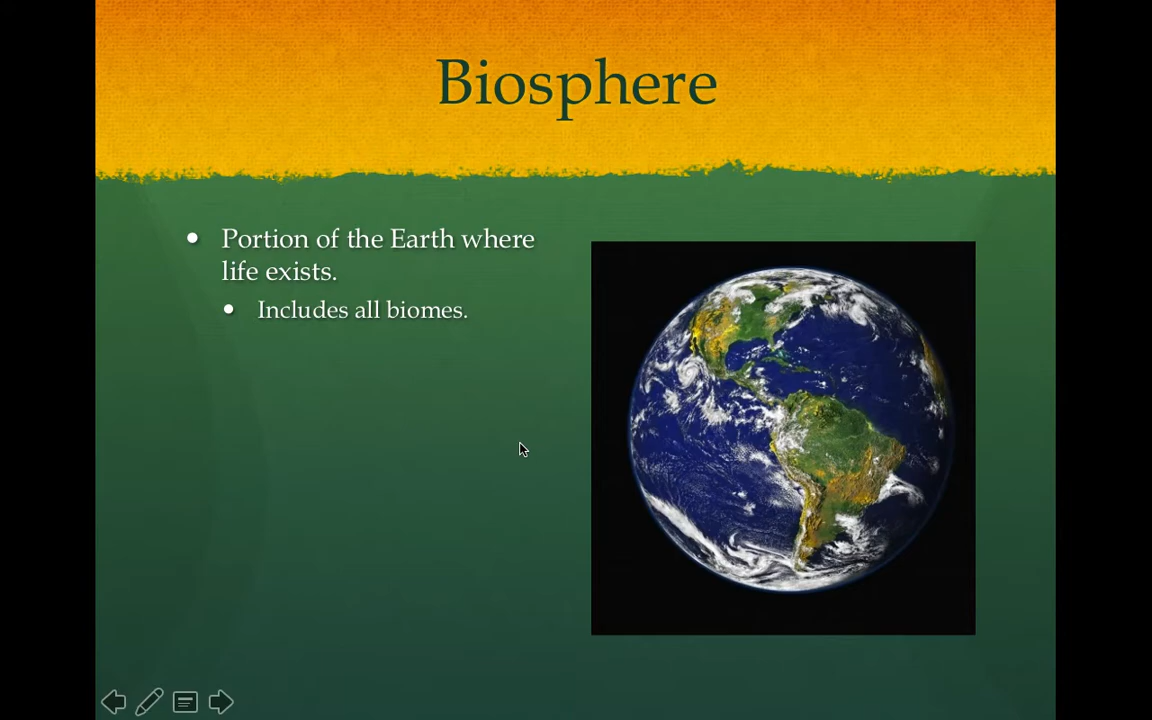 Biosphere
• Portion of the Earth where
life exists.
• Includes all biomes.